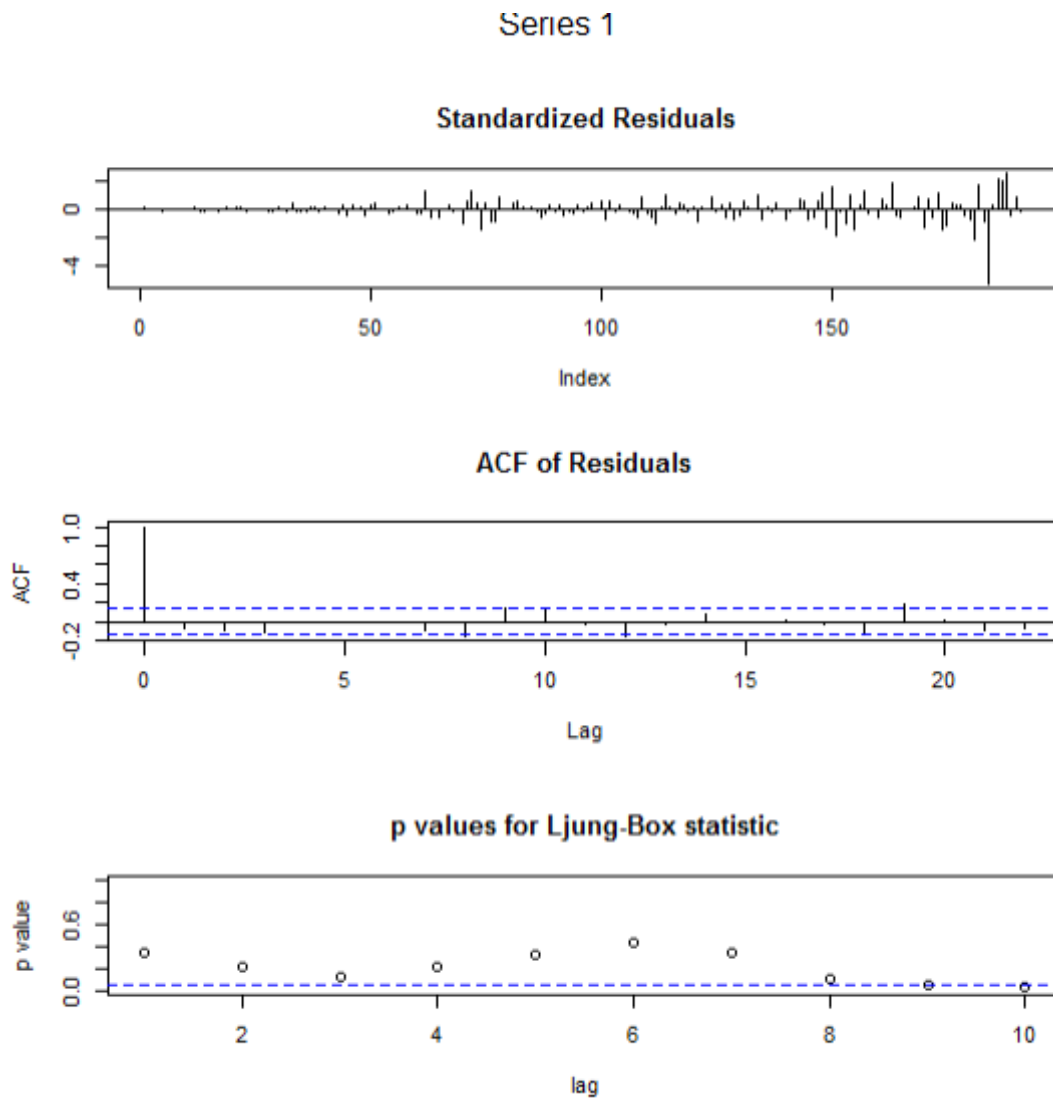 Series 1
Standardized Residuals
0
-4
0 50 100 150
Index
ACF of Residuals
ACF
1.0
0.4
-0.2
0 5 10 15 20
Lag
p values for Ljung-Box statistic
p value
0.6
0.0
2 4 6 8 10
lag